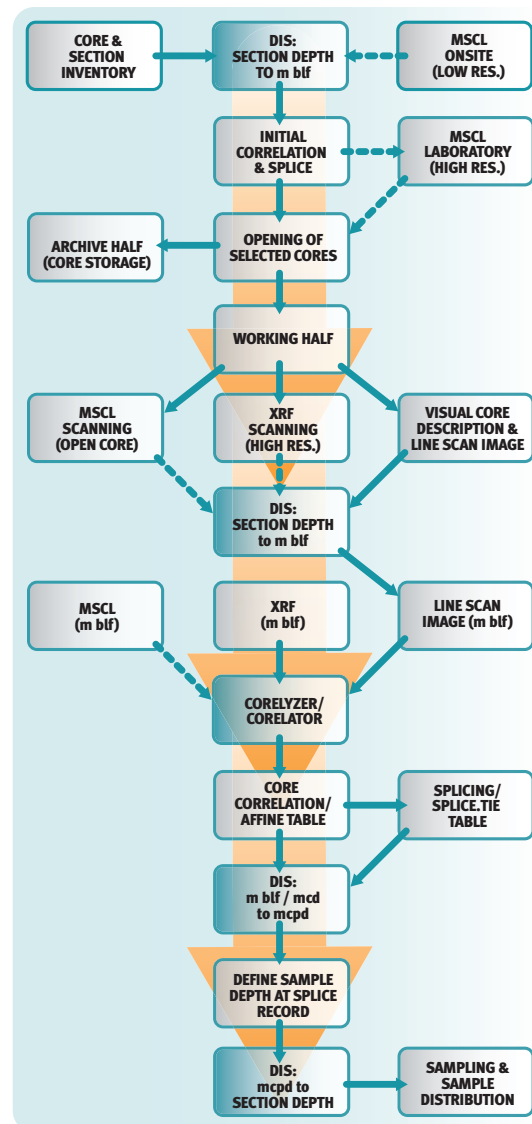 CORE &
SECTION
INVENTORY
DIS:
SECTION DEPTH
TO m blf
MSCL
ONSITE
(LOW RES.)
INITIAL
CORRELATION
& SPLICE
MSCL
LABORATORY
(HIGH RES.)
ARCHIVE HALF
(CORE STORAGE)
OPENING OF
SELECTED CORES
WORKING HALF
MSCL
SCANNING
(OPEN CORE)
XRF
SCANNING
(HIGH RES.)
VISUAL CORE
DESCRIPTION &
LINE SCAN IMAGE
DIS:
SECTION DEPTH
to m blf
MSCL
(m blf)
XRF
(m blf)
LINE SCAN
IMAGE (m blf)
CORELYZER/
CORELATOR
CORE
CORRELATION/
AFFINE TABLE
SPLICING/
SPLICE.TIE
TABLE
DIS:
m blf / mcd
to mcpd
DEFINE SAMPLE
DEPTH AT SPLICE
RECORD
DIS:
mcpd to
SECTION DEPTH
SAMPLING &
SAMPLE
DISTRIBUTION